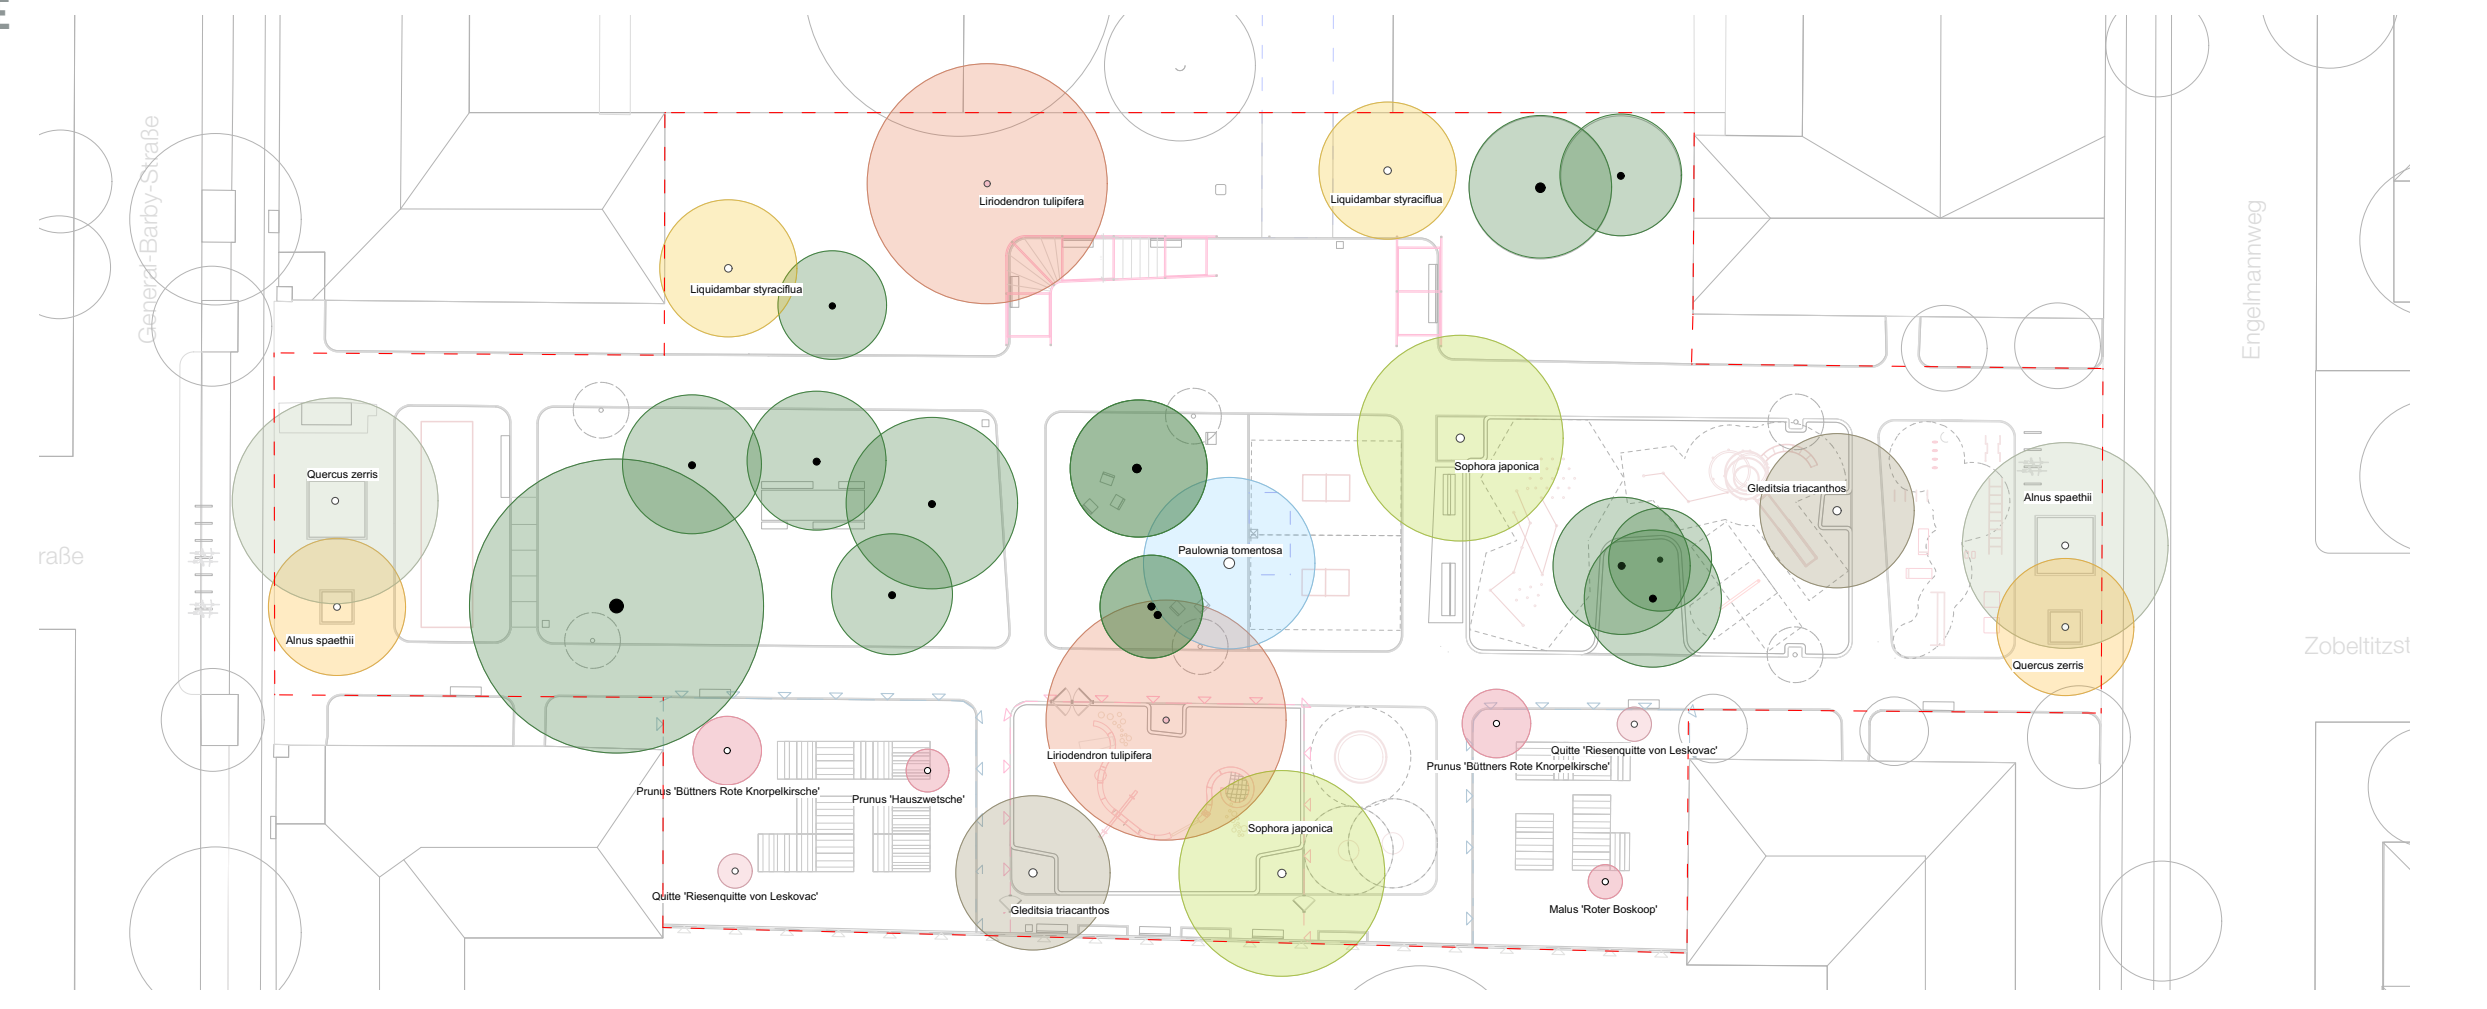 E
General-Barby-Straße
Engelmannweg
Liriodendron tulipifera
Liquidambar styraciflua
Liquidambar styraciflua
Quercus zerris
Sophora japonica
Gleditsia triacanthos
Alnus spaethii
raße
Paulownia tomentosa
Alnus spaethii
Zobeltitzst
Quercus zerris
Liriodendron tulipifera
Quitte 'Riesenquitte von Leskovac'
Prunus 'Büttners Rote Knorpelkirsche'
Prunus 'Büttners Rote Knorpelkirsche'
Prunus 'Hauszwetsche'
Sophora japonica
Quitte 'Riesenquitte von Leskovac'
Gleditsia triacanthos
Malus 'Roter Boskoop'